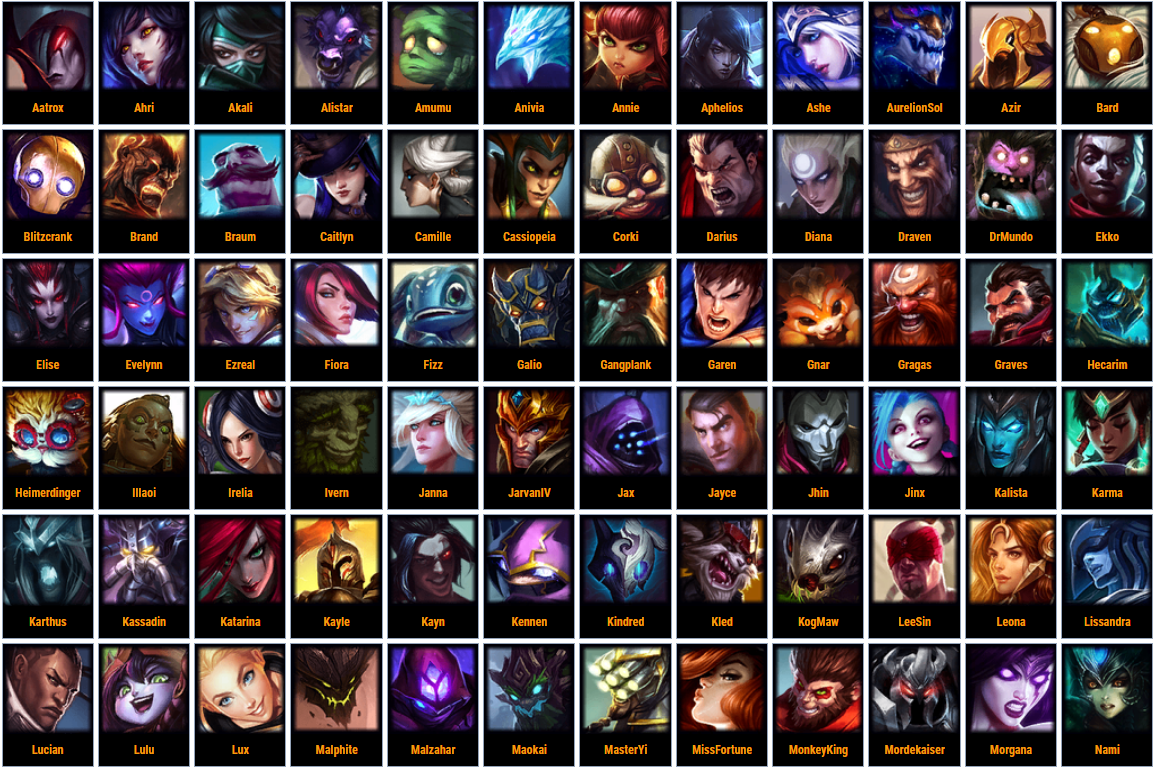 Aatrox
Ahri
Akali
Alistar
Amumu
Anivia
Annie
Aphelios
Ashe
AurelionSol
Azir
Bard
Blitzcrank
Brand
Braum
Caitlyn
Camille
Cassiopeia
Corki
Darius
Diana
Draven
DrMundo
Ekko
Elise
Evelynn
Ezreal
Fiora
Fizz
Galio
Gangplank
Garen
Gnar
Gragas
Graves
Hecarim
Heimerdinger
Illaoi
Irelia
Ivern
Janna
JarvanIV
Jax
Jayce
Jhin
Jinx
Kalista
Karma
Karthus
Kassadin
Katarina
Kayle
Kayn
Kennen
Kindred
Kled
KogMaw
LeeSin
Leona
Lissandra
Lucian
Lulu
Lux
Malphite
Malzahar
Maokai
MasterYi
MissFortune
MonkeyKing
Mordekaiser
Morgana
Nami